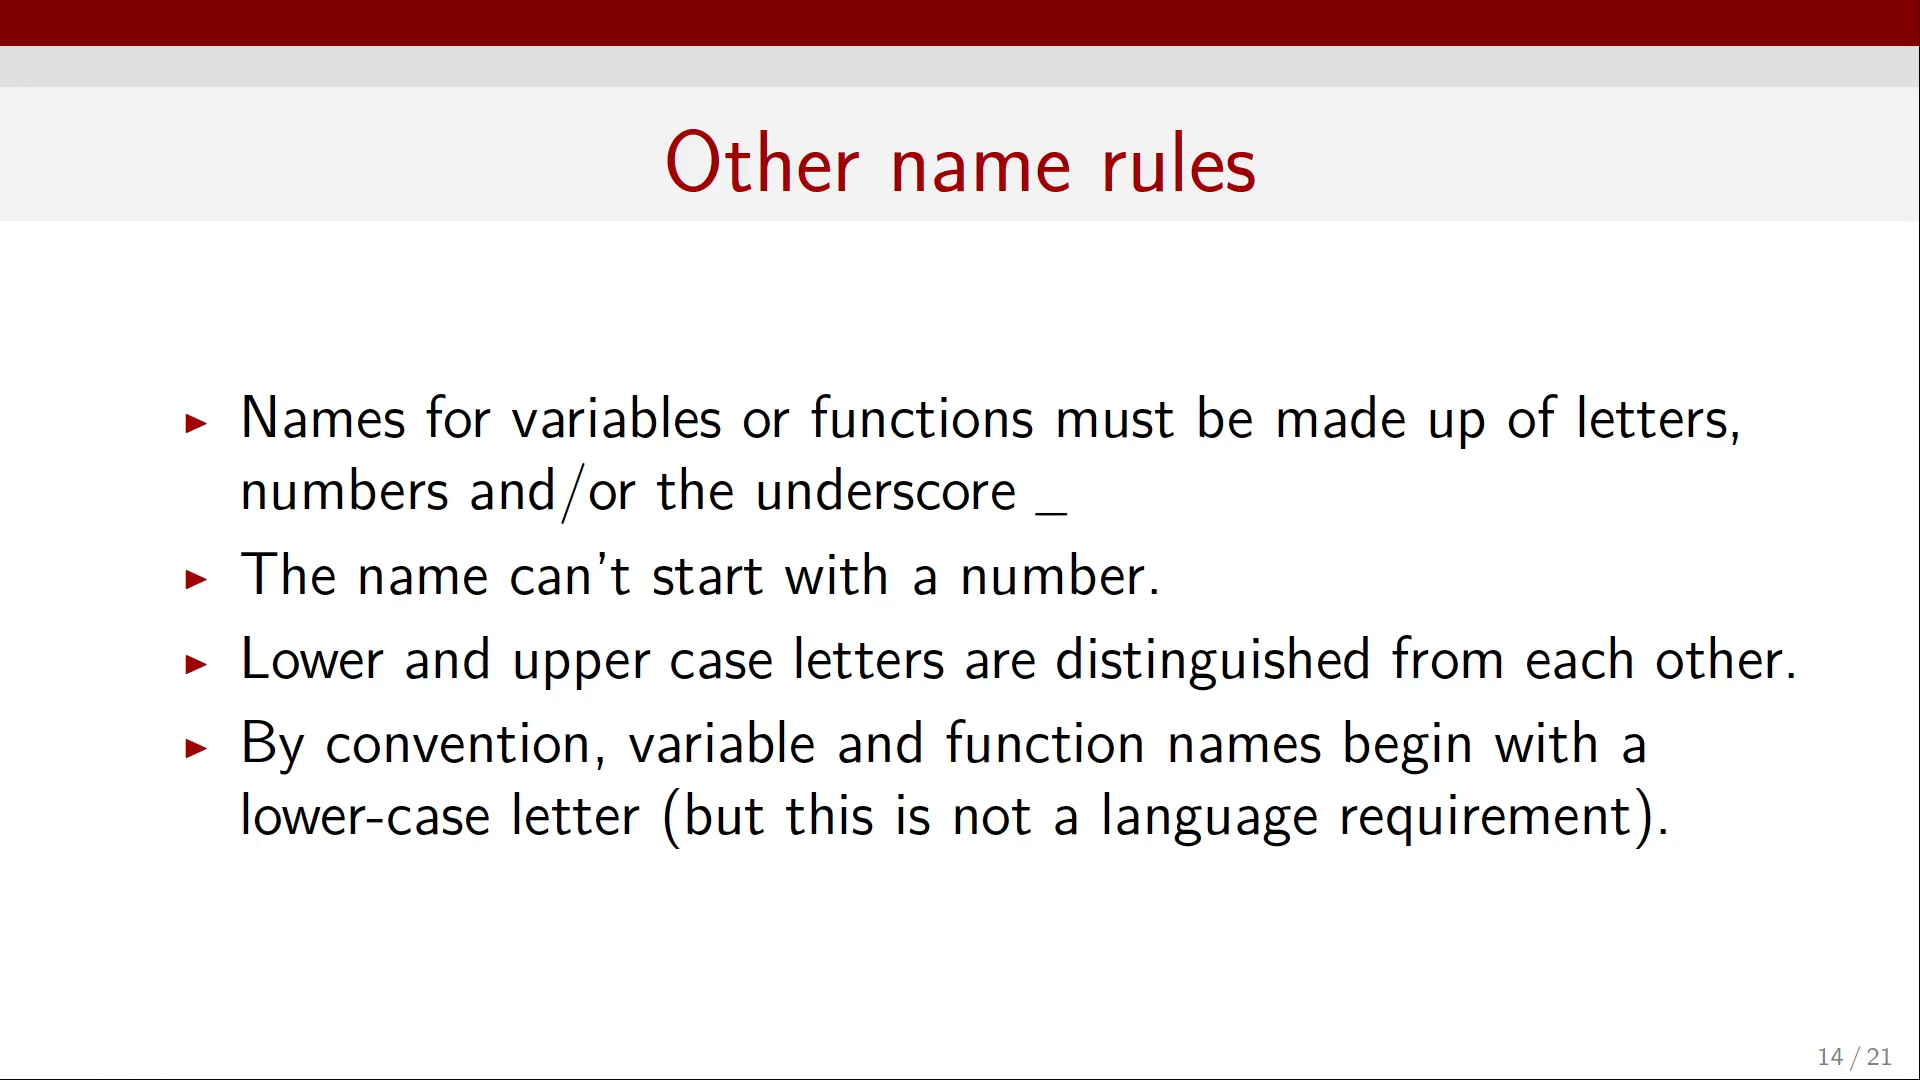 Other name rules
▶ Names for variables or functions must be made up of letters,
numbers and/or the underscore _
▶ The name can't start with a number.
▶ Lower and upper case letters are distinguished from each other.
▶ By convention, variable and function names begin with a
lower-case letter (but this is not a language requirement).
14 / 21